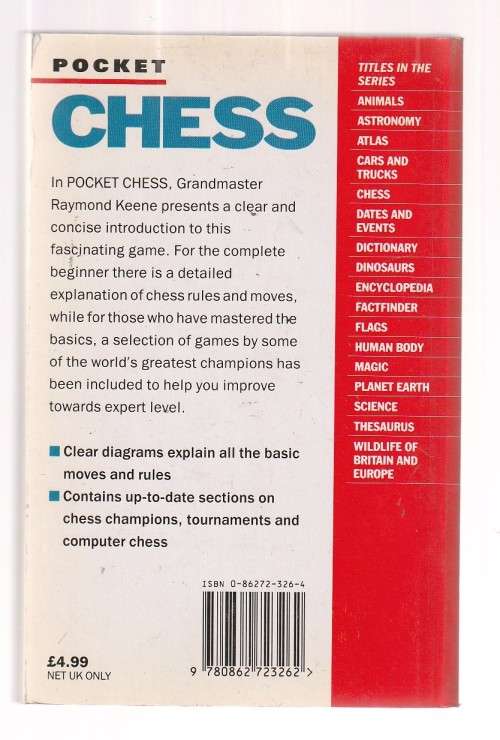 POCKET
CHESS
In POCKET CHESS, Grandmaster
Raymond Keene presents a clear and
concise introduction to this
fascinating game. For the complete
beginner there is a detailed
explanation of chess rules and moves,
while for those who have mastered the
basics, a selection of games by some
of the world's greatest champions has
been included to help you improve
towards expert level.
Clear diagrams explain all the basic
moves and rules
Contains up-to-date sections on
chess champions, tournaments and
computer chess
ISBN 0-86272-326-4
9 780862 723262 >
£4.99
NET UK ONLY
TITLES IN THE
SERIES
ANIMALS
ASTRONOMY
ATLAS
CARS AND
TRUCKS
CHESS
DATES AND
EVENTS
DICTIONARY
DINOSAURS
ENCYCLOPEDIA
FACTFINDER
FLAGS
HUMAN BODY
MAGIC
PLANET EARTH
SCIENCE
THESAURUS
WILDLIFE OF
BRITAIN AND
EUROPE